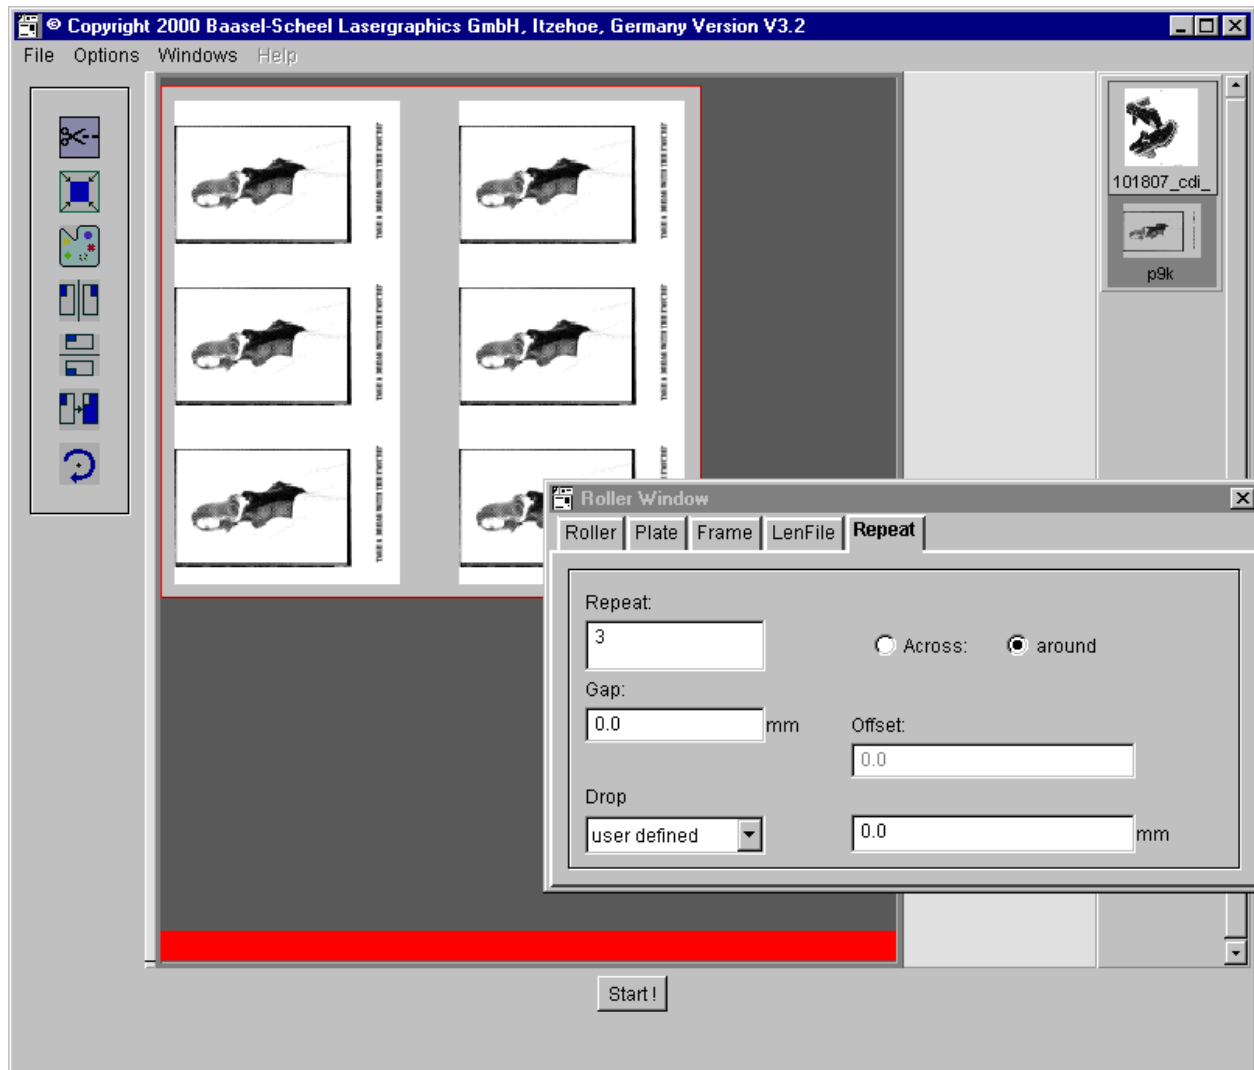 © Copyright 2000 Baasel-Scheel Lasergraphics GmbH, Itzehoe, Germany Version V3.2
File Options Windows Help
101807_cdi_
p9k
Roller Window
Roller Plate Frame LenFile Repeat
Repeat:
3
Across: around
Gap:
0.0 mm
Offset:
0.0
Drop
user defined 0.0 mm
Start !